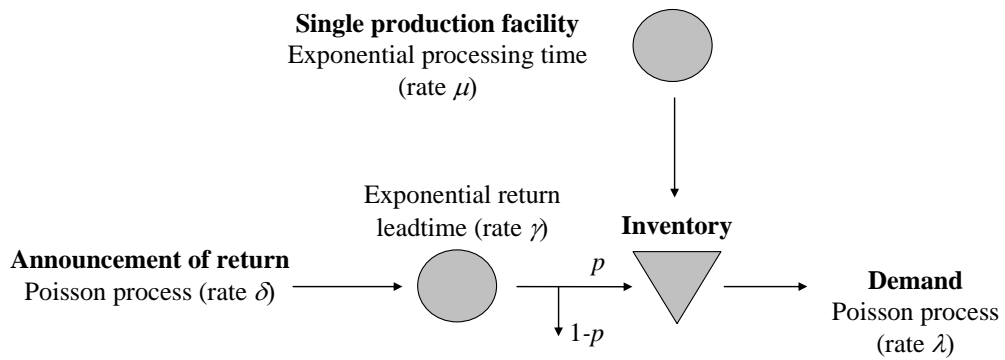 Single production facility
Exponential processing time
(rate μ)
Exponential return
leadtime (rate γ)
Inventory
Announcement of return
Poisson process (rate δ)
p
1-p
Demand
Poisson process
(rate λ)